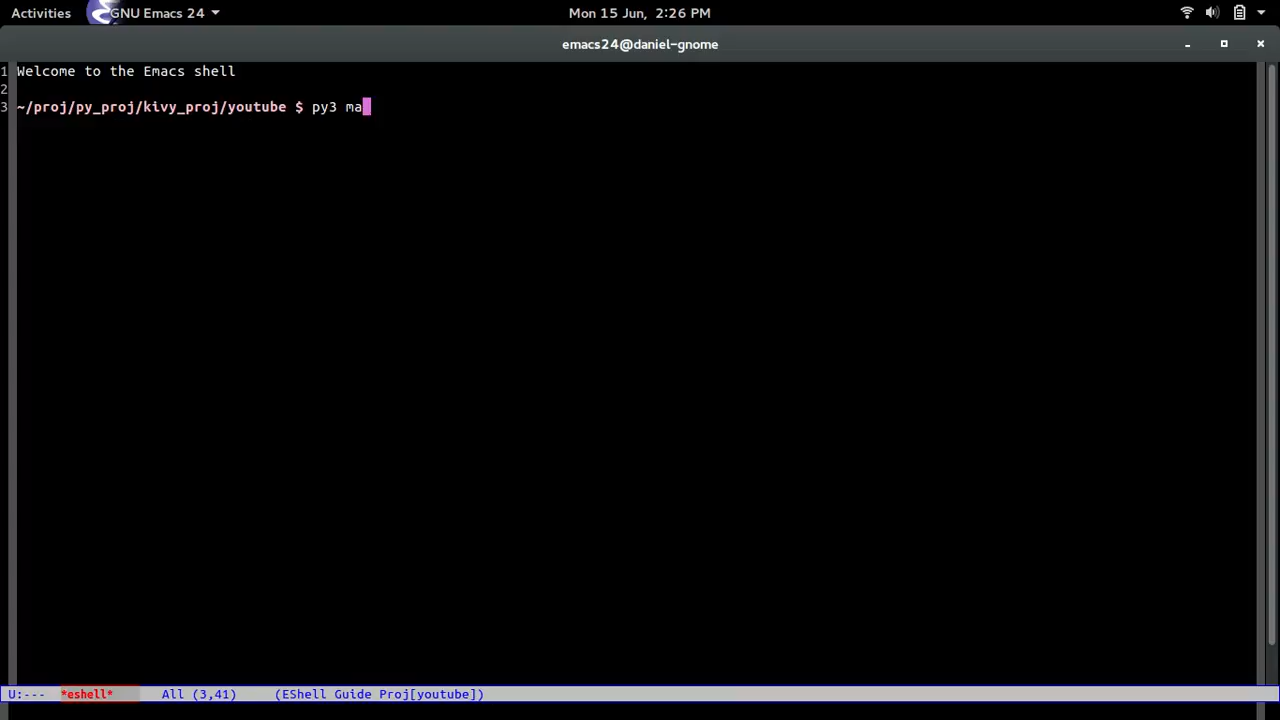 Activities GNU Emacs 24 Mon 15 Jun, 2:26 PM
emacs24@daniel-gnome
1 Welcome to the Emacs shell
2
3 ~/proj/py_proj/kivy_proj/youtube $ py3 ma
U:--- *eshell* All (3,41) (EShell Guide Proj[youtube])